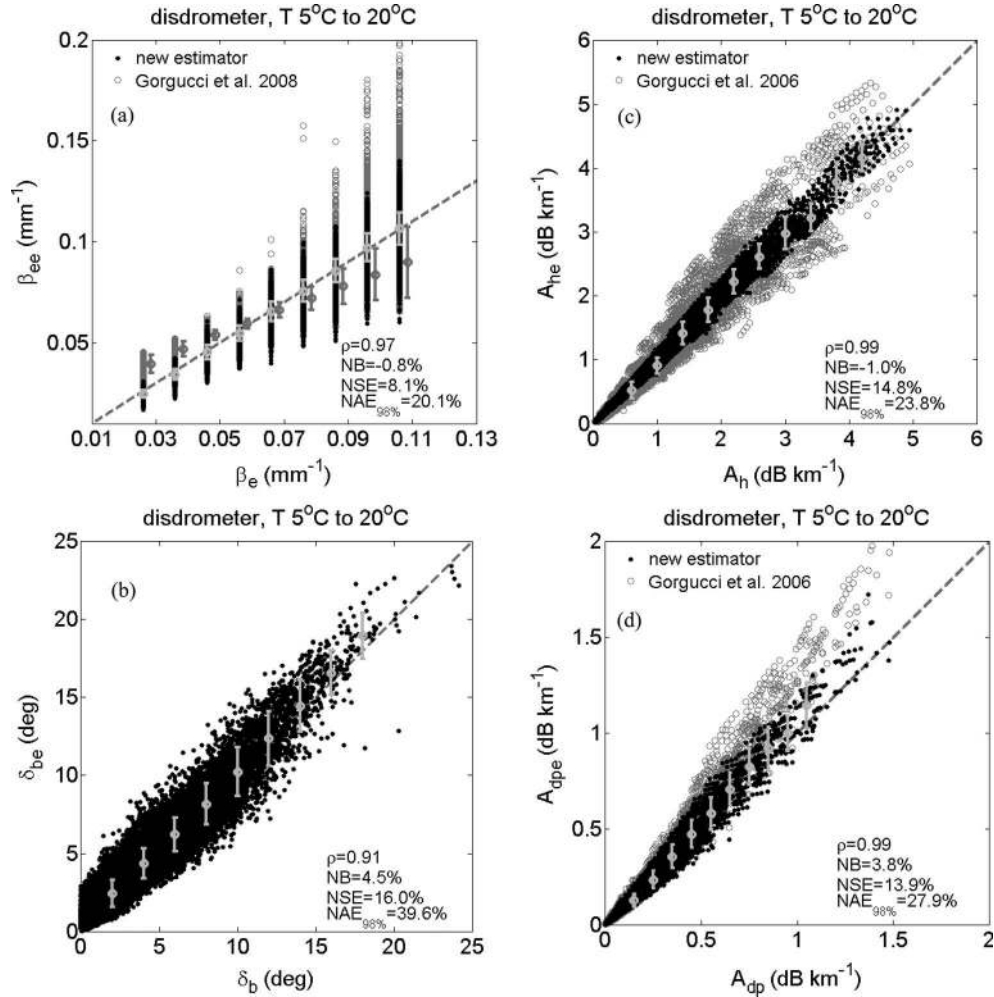 disdrometer, T 5°C to 20°C
0.2
0.15
0.1
0.05
new estimator
Gorgucci et al. 2008
(a)
ρ=0.97
NB=-0.8%
NSE=8.1%
NAE98%=20.1%
0.01 0.03 0.05 0.07 0.09 0.11 0.13
βe (mm-1)
βee (mm-1)
disdrometer, T 5°C to 20°C
6
5
4
3
2
1
0
new estimator
Gorgucci et al. 2006
(c)
ρ=0.99
NB=-1.0%
NSE=14.8%
NAE98%=23.8%
0 1 2 3 4 5 6
Ah (dB km-1)
Ahe (dB km-1)
disdrometer, T 5°C to 20°C
25
20
15
10
5
0
(b)
ρ=0.91
NB=4.5%
NSE=16.0%
NAE98%=39.6%
0 5 10 15 20 25
δb (deg)
δbe (deg)
disdrometer, T 5°C to 20°C
2
1.5
1
0.5
0
new estimator
Gorgucci et al. 2006
(d)
ρ=0.99
NB=3.8%
NSE=13.9%
NAE98%=27.9%
0 0.5 1 1.5 2
Adp (dB km-1)
Adpe (dB km-1)